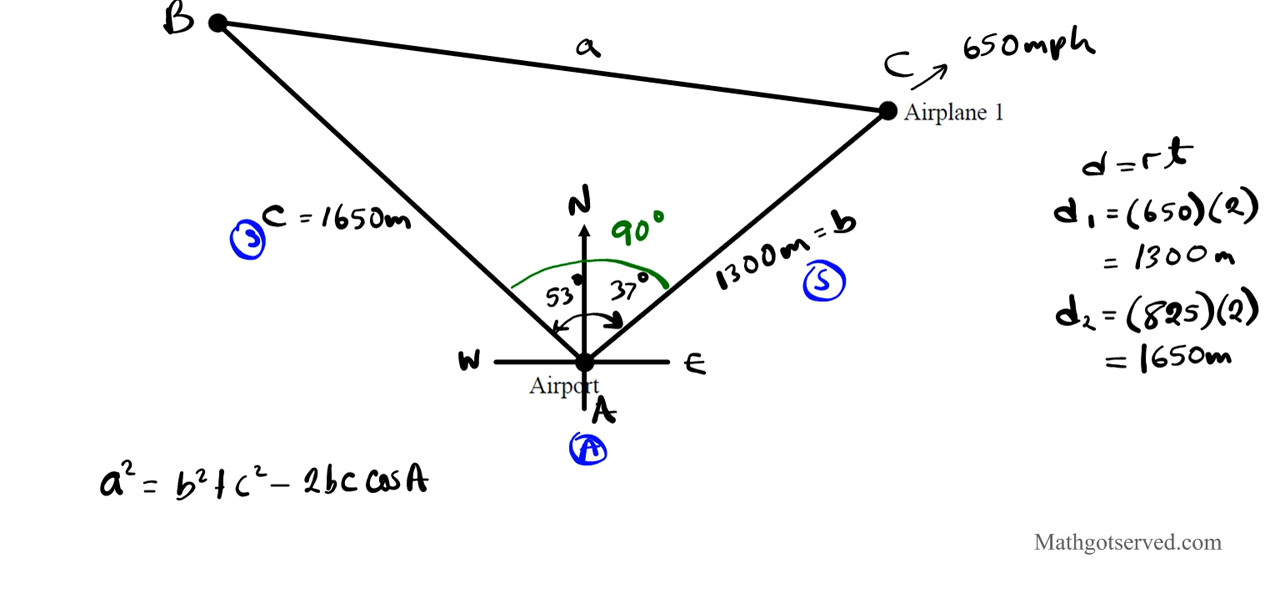 B
a
C
650mph
Airplane 1
d = rt
d₁ = (650)(2)
= 1300m
d₂ = (825)(2)
= 1650m
S
C = 1650m
N
90°
1300m = b
S
53°
37°
W
E
Airport
A
A
a² = b² + c² - 2bc cosA
Mathgotserved.com